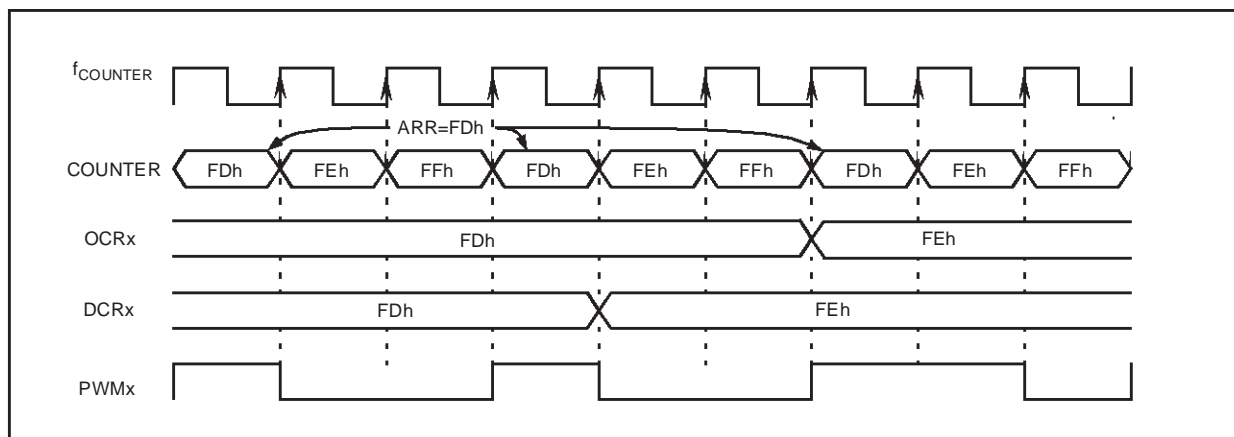 fCOUNTER
ARR=FDh
COUNTER FDh FEh FFh FDh FEh FFh FDh FEh FFh
OCRx FDh FEh
DCRx FDh FEh
PWMx